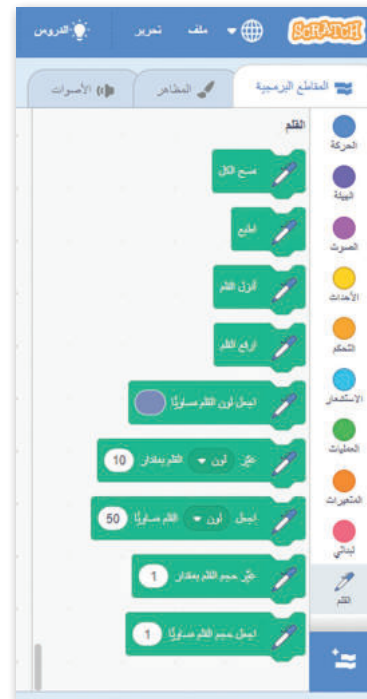 SCRATCH ملف تحرير الدروس
المقاطع البرمجية المظاهر الأصوات
القلم
الحركة
الهيئة
الصوت
الأحداث
التحكم
الاستشعار
العمليات
المتغيرات
لبناتي
القلم
مسح الكل
اطبع
أنزل القلم
ارفع القلم
اجعل لون القلم مساويًا
غيّر لون القلم بمقدار 10
اجعل لون القلم مساويًا 50
غيّر حجم القلم بمقدار 1
اجعل حجم القلم مساويًا 1